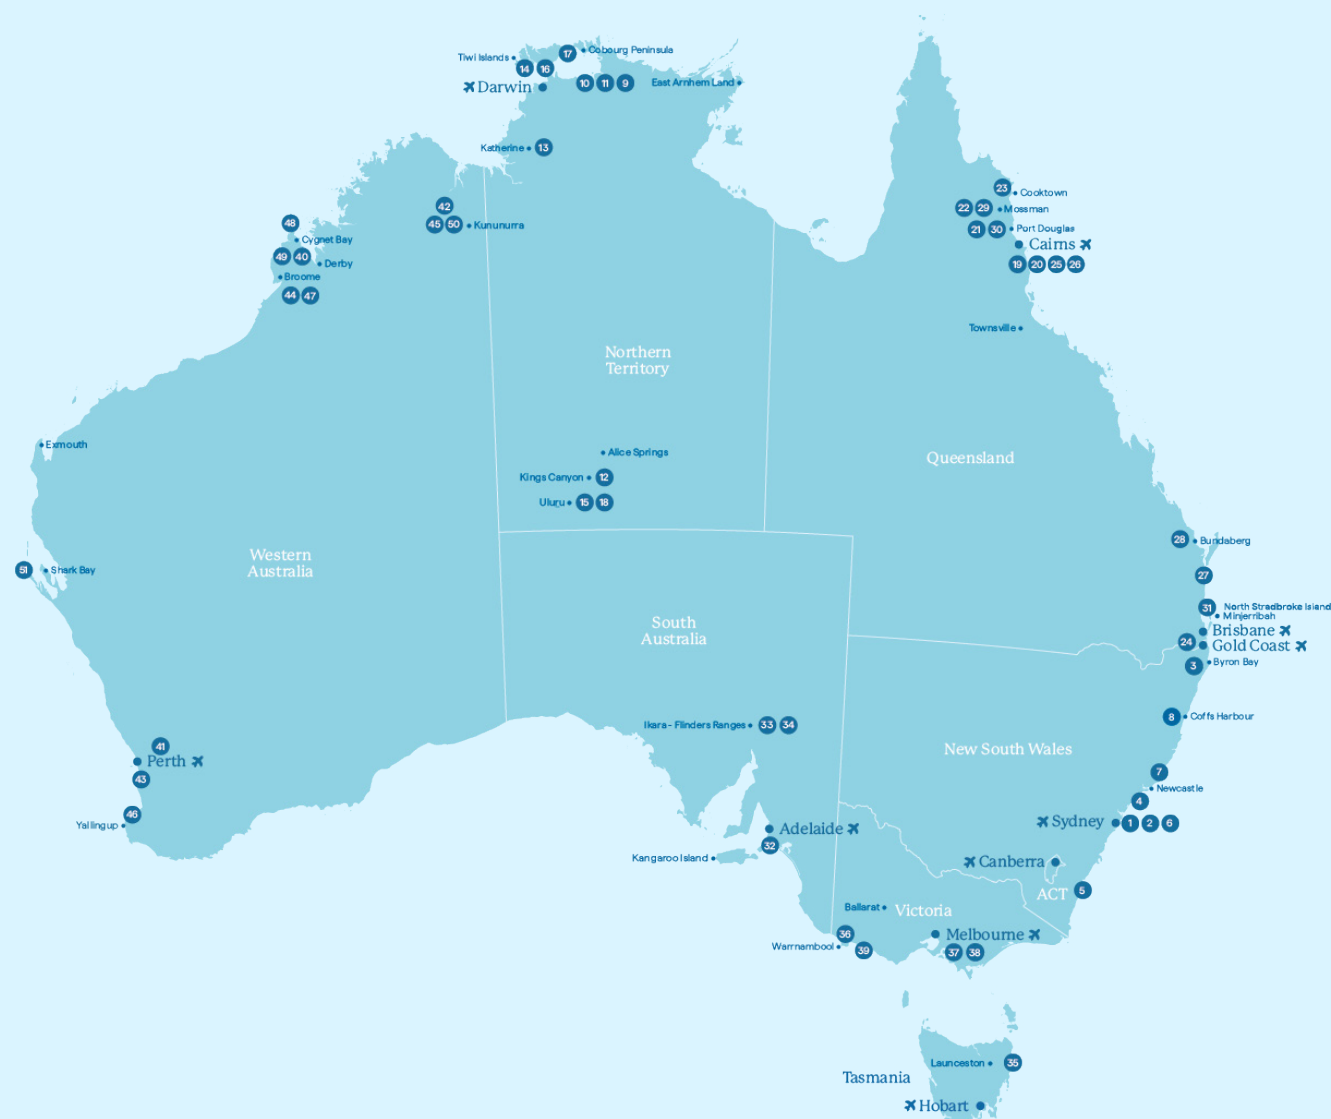 17
Cobourg Peninsula
Tiwi Islands
14 16
Darwin
10 11 9
East Arnhem Land
Katherine
13
23
Cooktown
22 29
Mossman
21 30
Port Douglas
Cairns
19 20 25 26
42
45 50
Kununurra
48
Cygnet Bay
49 40
Derby
Broome
44 47
Townsville
Northern
Territory
Exmouth
Alice Springs
Kings Canyon
12
Uluru
15 18
Queensland
28
Bundaberg
27
Western
Australia
51
Shark Bay
31
North Stradbroke Island
Minjerribah
South
Australia
Brisbane
24
Gold Coast
3
Byron Bay
8
Coffs Harbour
Ikara - Flinders Ranges
33 34
41
Perth
43
New South Wales
7
Newcastle
4
46
Yallingup
Sydney
1 2 6
Adelaide
32
Kangaroo Island
Canberra
ACT
5
Ballarat
Victoria
36
Warrnambool
39
Melbourne
37 38
Launceston
35
Tasmania
Hobart